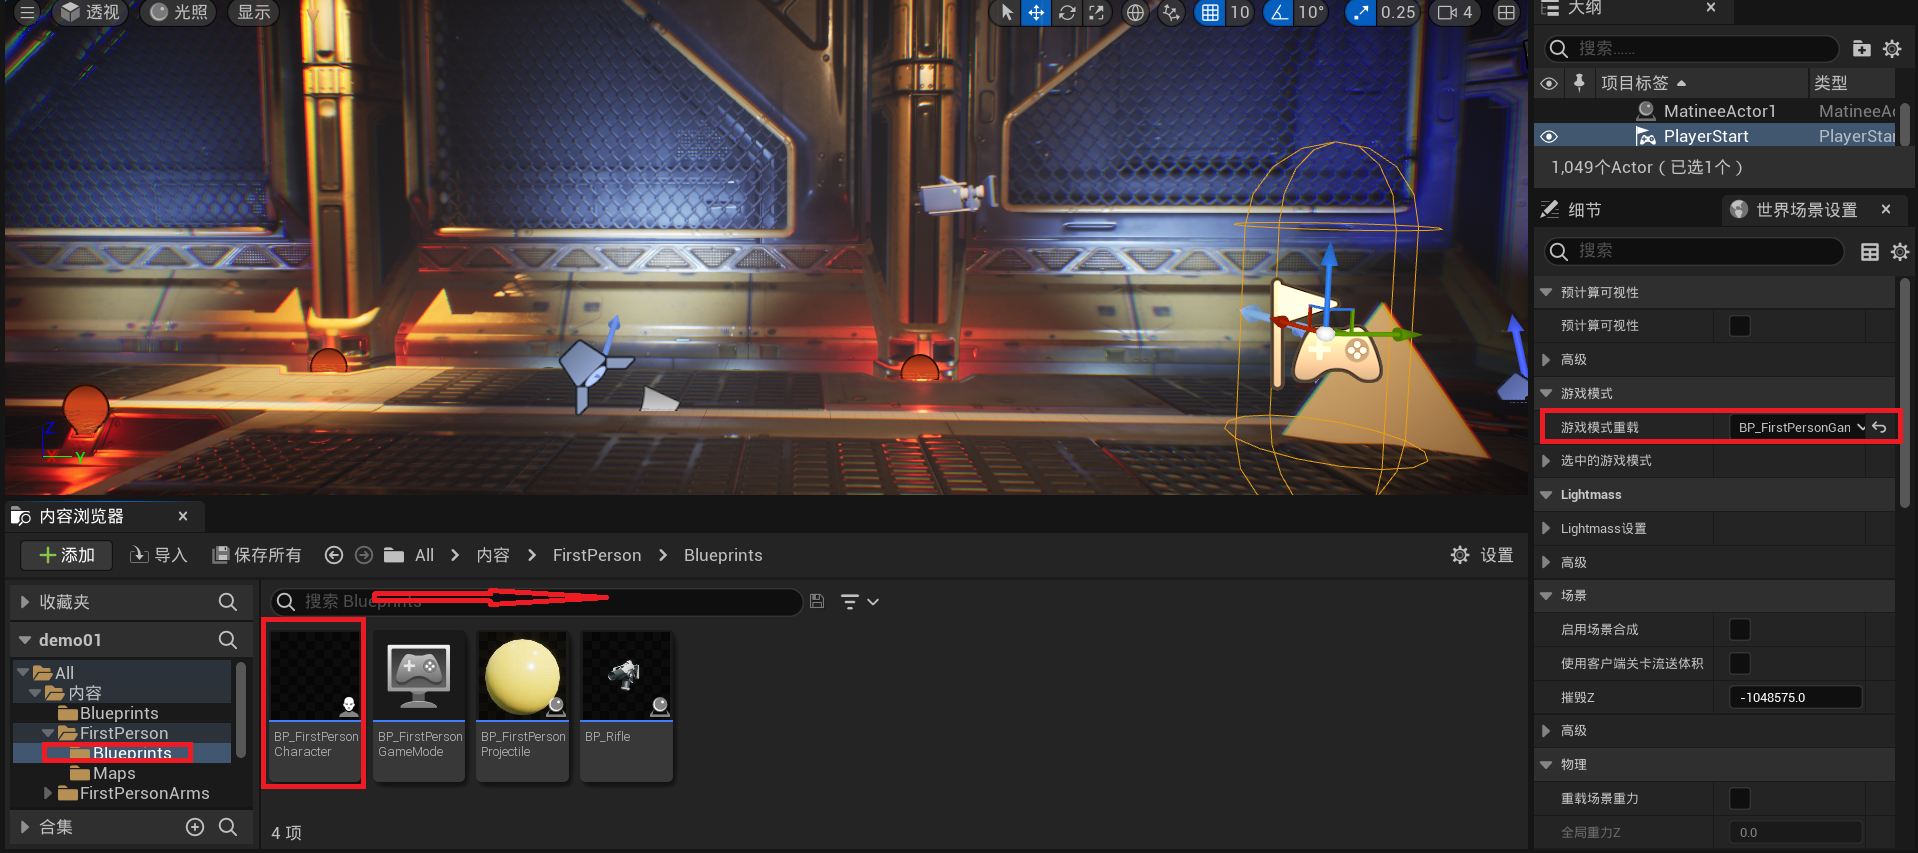 透视
光照
显示
10
10°
0.25
4
大纲
搜索......
项目标签
类型
MatineeActor1
MatineeAc
PlayerStart
PlayerStar
1,049个Actor（已选1个）
细节
世界场景设置
搜索
预计算可视性
预计算可视性
高级
游戏模式
游戏模式重载
BP_FirstPersonGan
选中的游戏模式
Lightmass
Lightmass设置
高级
场景
启用场景合成
使用客户端关卡流送体积
摧毁Z
-1048575.0
高级
物理
重载场景重力
全局重力Z
0.0
Z
X
Y
内容浏览器
添加
导入
保存所有
All
内容
FirstPerson
Blueprints
设置
收藏夹
搜索 Blueprints
demo01
All
内容
Blueprints
FirstPerson
Blueprints
Maps
FirstPersonArms
合集
BP_FirstPerson
Character
BP_FirstPerson
GameMode
BP_FirstPerson
Projectile
BP_Rifle
4 项